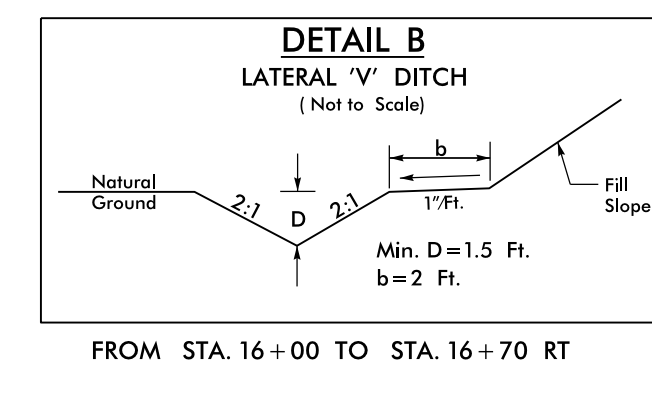 DETAIL B
LATERAL 'V' DITCH
( Not to Scale)
b
Natural
Ground
2:1
D
2:1
1"/Ft.
Fill
Slope
Min. D=1.5 Ft.
b=2 Ft.
FROM STA. 16+00 TO STA. 16+70 RT